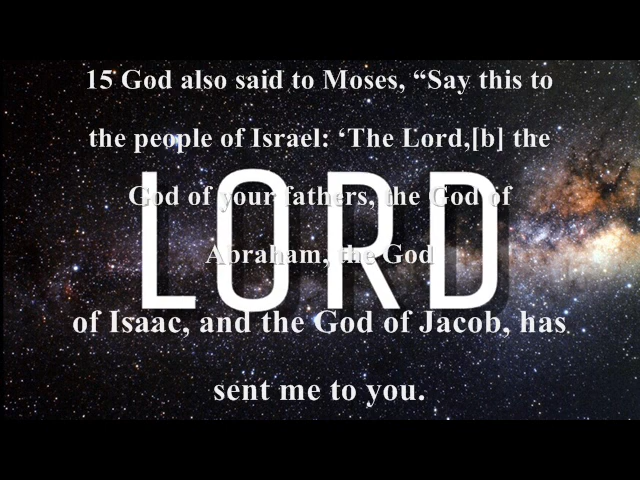 15 God also said to Moses, “Say this to
the people of Israel: ‘The Lord,[b] the
God of your fathers, the God of
LORD
Abraham, the God
of Isaac, and the God of Jacob, has
sent me to you.